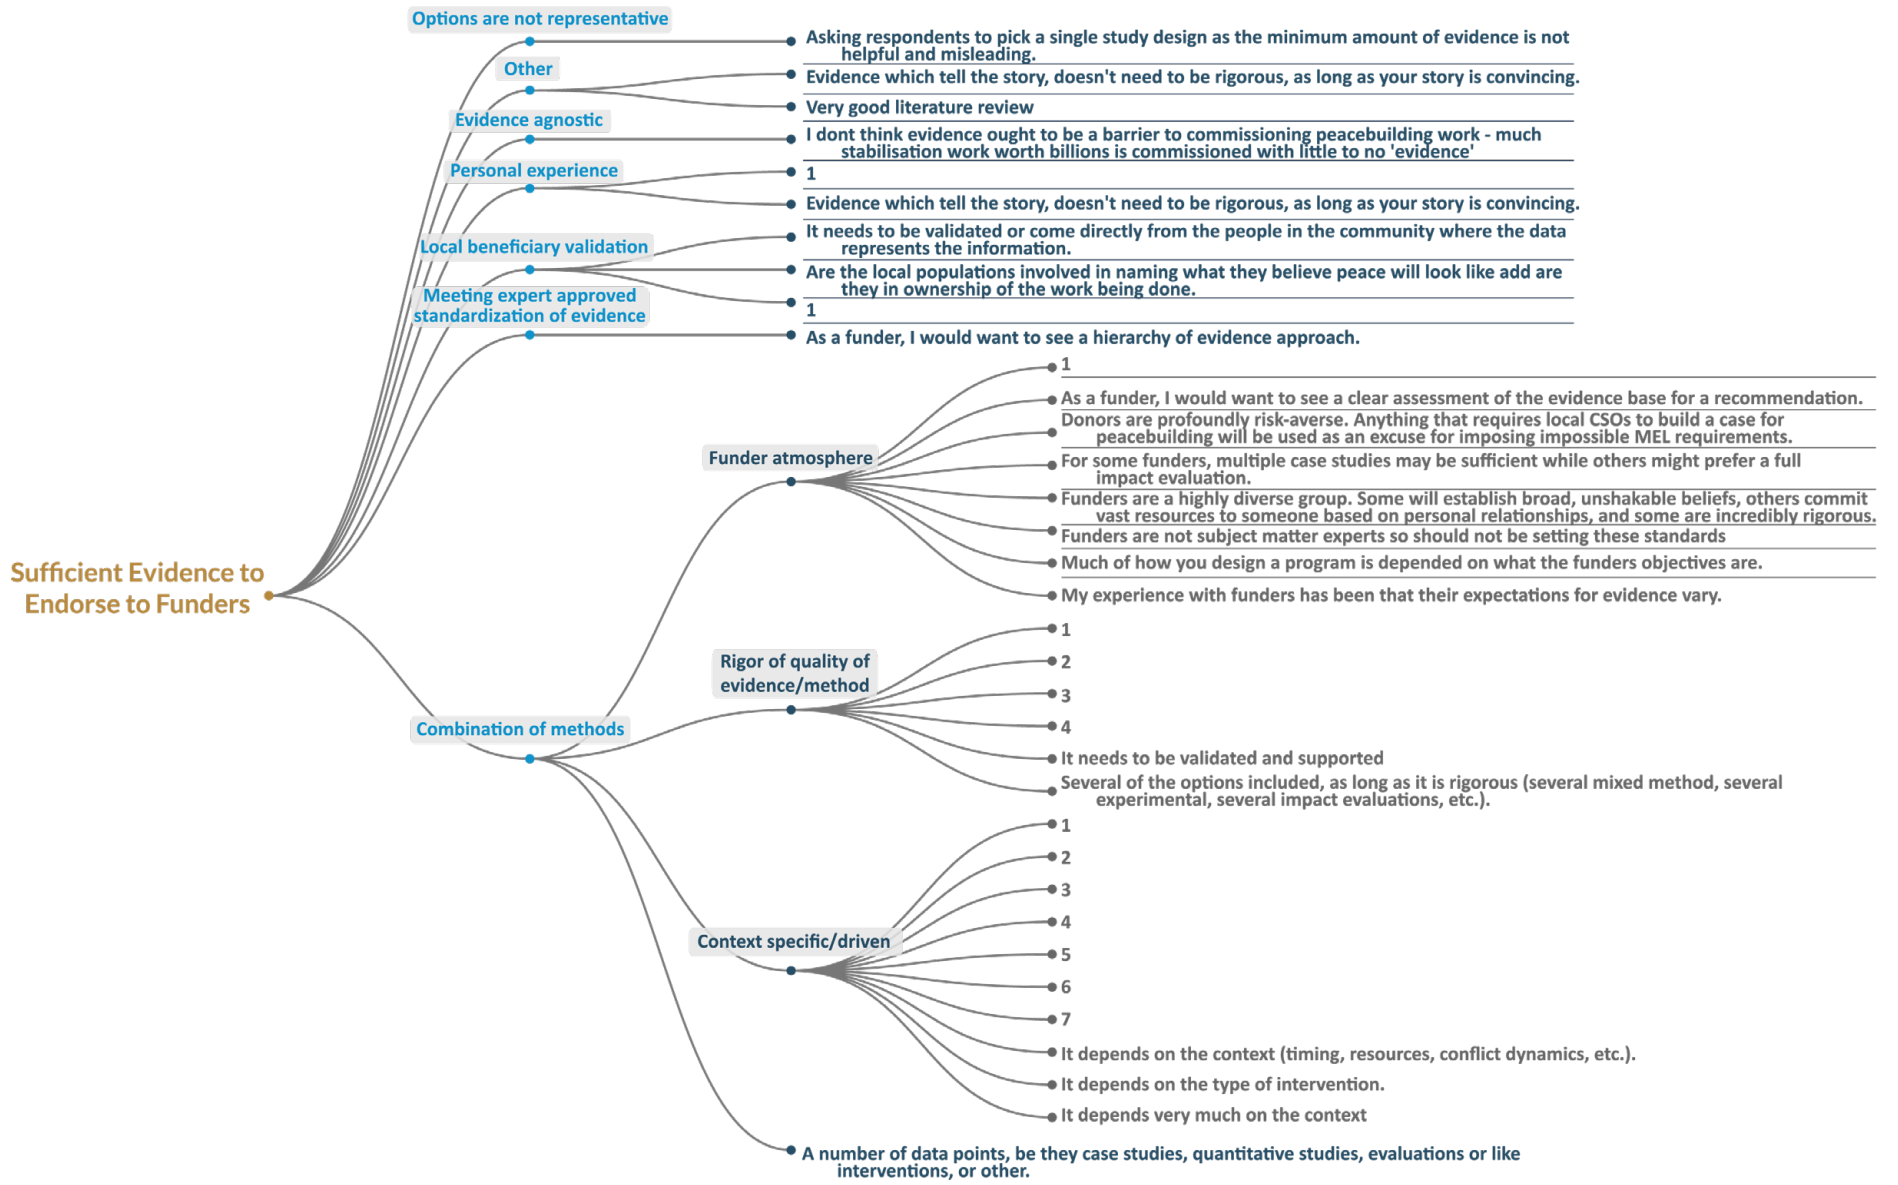 Options are not representative
Asking respondents to pick a single study design as the minimum amount of evidence is not
helpful and misleading.
Other
Evidence which tell the story, doesn't need to be rigorous, as long as your story is convincing.
Very good literature review
Evidence agnostic
I dont think evidence ought to be a barrier to commissioning peacebuilding work - much
stabilisation work worth billions is commissioned with little to no 'evidence'
Personal experience
1
Evidence which tell the story, doesn't need to be rigorous, as long as your story is convincing.
Local beneficiary validation
It needs to be validated or come directly from the people in the community where the data
represents the information.
Are the local populations involved in naming what they believe peace will look like add are
they in ownership of the work being done.
1
Meeting expert approved
standardization of evidence
As a funder, I would want to see a hierarchy of evidence approach.
Sufficient Evidence to
Endorse to Funders
Combination of methods
Funder atmosphere
1
As a funder, I would want to see a clear assessment of the evidence base for a recommendation.
Donors are profoundly risk-averse. Anything that requires local CSOs to build a case for
peacebuilding will be used as an excuse for imposing impossible MEL requirements.
For some funders, multiple case studies may be sufficient while others might prefer a full
impact evaluation.
Funders are a highly diverse group. Some will establish broad, unshakable beliefs, others commit
vast resources to someone based on personal relationships, and some are incredibly rigorous.
Funders are not subject matter experts so should not be setting these standards
Much of how you design a program is depended on what the funders objectives are.
My experience with funders has been that their expectations for evidence vary.
Rigor of quality of
evidence/method
1
2
3
4
It needs to be validated and supported
Several of the options included, as long as it is rigorous (several mixed method, several
experimental, several impact evaluations, etc.).
Context specific/driven
1
2
3
4
5
6
7
It depends on the context (timing, resources, conflict dynamics, etc.).
It depends on the type of intervention.
It depends very much on the context
A number of data points, be they case studies, quantitative studies, evaluations or like
interventions, or other.